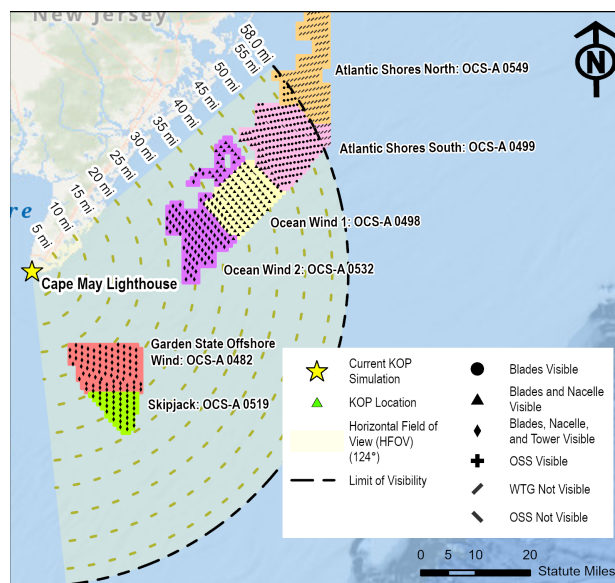 New Jersey
58.0 mi
55 mi
50 mi
45 mi
40 mi
35 mi
30 mi
25 mi
20 mi
15 mi
10 mi
5 mi
N
Atlantic Shores North: OCS-A 0549
Atlantic Shores South: OCS-A 0499
re
Ocean Wind 1: OCS-A 0498
Ocean Wind 2: OCS-A 0532
Cape May Lighthouse
Garden State Offshore
Wind: OCS-A 0482
Skipjack: OCS-A 0519
Current KOP
Simulation
KOP Location
Horizontal Field of
View (HFOV)
(124°)
Limit of Visibility
Blades Visible
Blades and Nacelle
Visible
Blades, Nacelle,
and Tower Visible
OSS Visible
WTG Not Visible
OSS Not Visible
0 5 10 20
Statute Miles